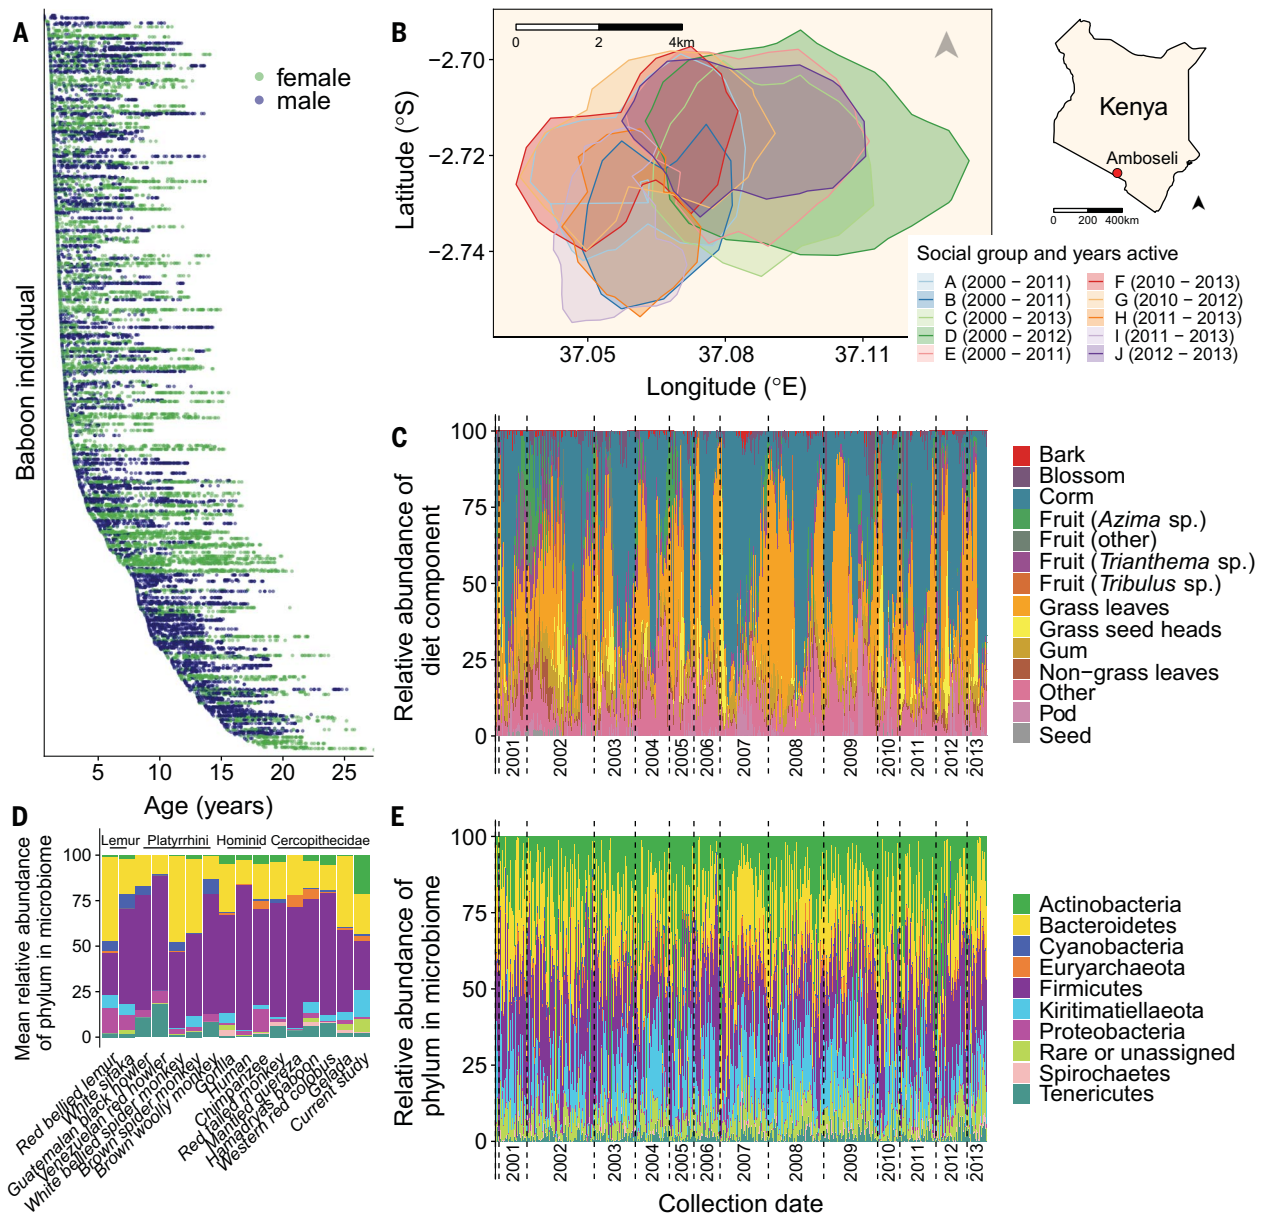 A
female
male
Baboon individual
5 10 15 20 25
Age (years)
B
0 2 4km
−2.70
−2.72
−2.74
Latitude (°S)
37.05 37.08 37.11
Longitude (°E)
Kenya
Amboseli
0 200 400km
Social group and years active
A (2000 − 2011)
B (2000 − 2011)
C (2000 − 2013)
D (2000 − 2012)
E (2000 − 2011)
F (2010 − 2013)
G (2010 − 2012)
H (2011 − 2013)
I (2011 − 2013)
J (2012 − 2013)
C
Relative abundance of
diet component
100
75
50
25
0
2001 2002 2003 2004 2005 2006 2007 2008 2009 2010 2011 2012 2013
Bark
Blossom
Corm
Fruit (Azima sp.)
Fruit (other)
Fruit (Trianthema sp.)
Fruit (Tribulus sp.)
Grass leaves
Grass seed heads
Gum
Non−grass leaves
Other
Pod
Seed
D
Mean relative abundance
of phylum in microbiome
Lemur Platyrrhini Hominid Cercopithecidae
100
75
50
25
0
Red bellied lemur
White sifaka
Guatemalan black howler
Venezuelan red howler
White bellied spider monkey
Brown spider monkey
Brown woolly monkey
Gorilla
Human
Chimpanzee
Red tailed monkey
Mantled guereza
Hamadryas baboon
Western red colobus
Gelada
Current study
E
Relative abundance of
phylum in microbiome
100
75
50
25
0
2001 2002 2003 2004 2005 2006 2007 2008 2009 2010 2011 2012 2013
Collection date
Actinobacteria
Bacteroidetes
Cyanobacteria
Euryarchaeota
Firmicutes
Kiritimatiellaeota
Proteobacteria
Rare or unassigned
Spirochaetes
Tenericutes